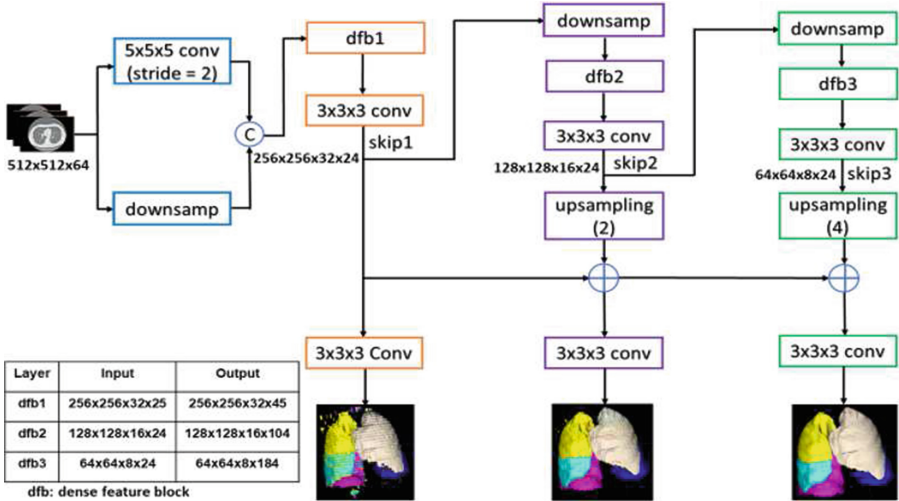 5x5x5 conv
(stride = 2)
512x512x64
downsamp
C
256x256x32x24
dfb1
3x3x3 conv
skip1
3x3x3 Conv
downsamp
dfb2
3x3x3 conv
128x128x16x24
skip2
upsampling
(2)
3x3x3 conv
downsamp
dfb3
3x3x3 conv
64x64x8x24
skip3
upsampling
(4)
3x3x3 conv
Layer Input Output
dfb1 256x256x32x25 256x256x32x45
dfb2 128x128x16x24 128x128x16x104
dfb3 64x64x8x24 64x64x8x184
dfb: dense feature block